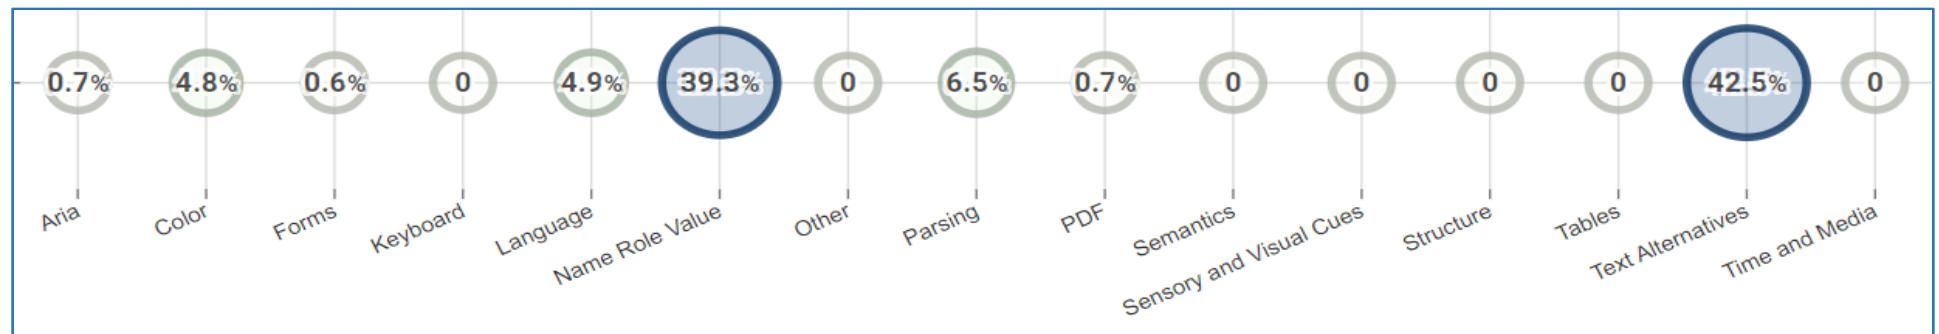 0.7% 4.8% 0.6% 0 4.9% 39.3% 0 6.5% 0.7% 0 0 0 0 42.5% 0
Aria
Color
Forms
Keyboard
Language
Name Role Value
Other
Parsing
PDF
Semantics
Sensory and Visual Cues
Structure
Tables
Text Alternatives
Time and Media